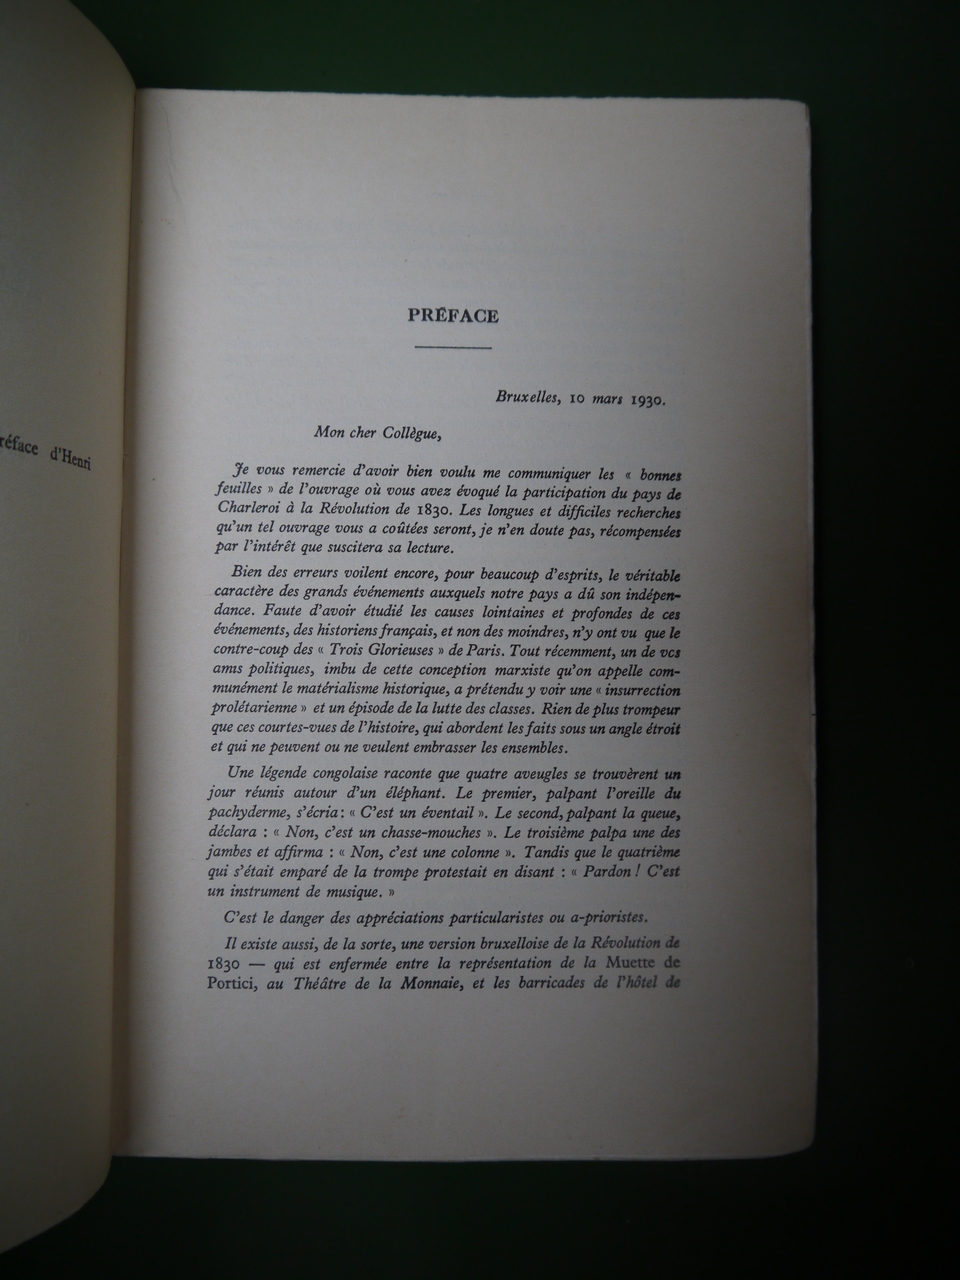 réface d'Henri
PRÉFACE
Bruxelles, 10 mars 1930.
Mon cher Collègue,
Je vous remercie d'avoir bien voulu me communiquer les « bonnes
feuilles » de l'ouvrage où vous avez évoqué la participation du pays de
Charleroi à la Révolution de 1830. Les longues et difficiles recherches
qu'un tel ouvrage vous a coûtées seront, je n'en doute pas, récompensées
par l'intérêt que suscitera sa lecture.
Bien des erreurs voilent encore, pour beaucoup d'esprits, le véritable
caractère des grands événements auxquels notre pays a dû son indépen-
dance. Faute d'avoir étudié les causes lointaines et profondes de ces
événements, des historiens français, et non des moindres, n'y ont vu que le
contre-coup des « Trois Glorieuses » de Paris. Tout récemment, un de vos
amis politiques, imbu de cette conception marxiste qu'on appelle com-
munément le matérialisme historique, a prétendu y voir une « insurrection
prolétarienne » et un épisode de la lutte des classes. Rien de plus trompeur
que ces courtes-vues de l'histoire, qui abordent les faits sous un angle étroit
et qui ne peuvent ou ne veulent embrasser les ensembles.
Une légende congolaise raconte que quatre aveugles se trouvèrent un
jour réunis autour d'un éléphant. Le premier, palpant l'oreille du
pachyderme, s'écria : « C'est un éventail ». Le second, palpant la queue,
déclara : « Non, c'est un chasse-mouches ». Le troisième palpa une des
jambes et affirma : « Non, c'est une colonne ». Tandis que le quatrième
qui s'était emparé de la trompe protestait en disant : « Pardon ! C'est
un instrument de musique. »
C'est le danger des appréciations particularistes ou a-prioristes.
Il existe aussi, de la sorte, une version bruxelloise de la Révolution de
1830 — qui est enfermée entre la représentation de la Muette de
Portici, au Théâtre de la Monnaie, et les barricades de l'hôtel de